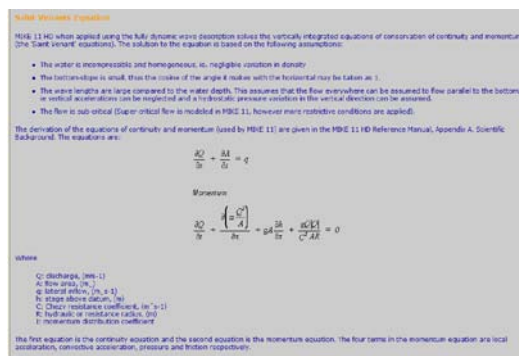 Saint Venant Equation
MIKE 11 HD when applied using the fully dynamic wave description solves the vertically integrated equations of conservation of continuity and momentum
(the 'Saint Venant' equations). The solution to the equation is based on the following assumptions:
• The water is incompressible and homogeneous, ie. negligible variation in density
• The bottom-slope is small, thus the cosine of the angle it makes with the horizontal may be taken as 1.
• The wave lengths are large compared to the water depth. This assumes that the flow everywhere can be assumed to flow parallel to the bottom
ie vertical accelerations can be neglected and a hydrostatic pressure variation in the vertical direction can be assumed.
• The flow is sub-critical (Super critical flow is modeled in MIKE 11, however more restrictive conditions are applied).
The derivation of the equations of continuity and momentum (used by MIKE 11) are given in the MIKE 11 HD Reference Manual, Appendix A. Scientific
Background. The equations are:
∂Q/∂x + ∂A/∂t = q
Momentum
∂Q/∂t + ∂(α Q²/A)/∂x + gA ∂h/∂x + gQ|Q|/C²AR = 0
where
Q: discharge, (m
A: flow area, (m
q: lateral inflow, (m
h: stage above datum, (m)
C: Chezy resistance coefficient, (m
R: hydraulic or resistance radius, (m)
momentum distribution coefficient
The first equation is the continuity equation and the second equation is the momentum equation. The four terms in the momentum equation are local
acceleration, convective acceleration, pressure and friction respectively.